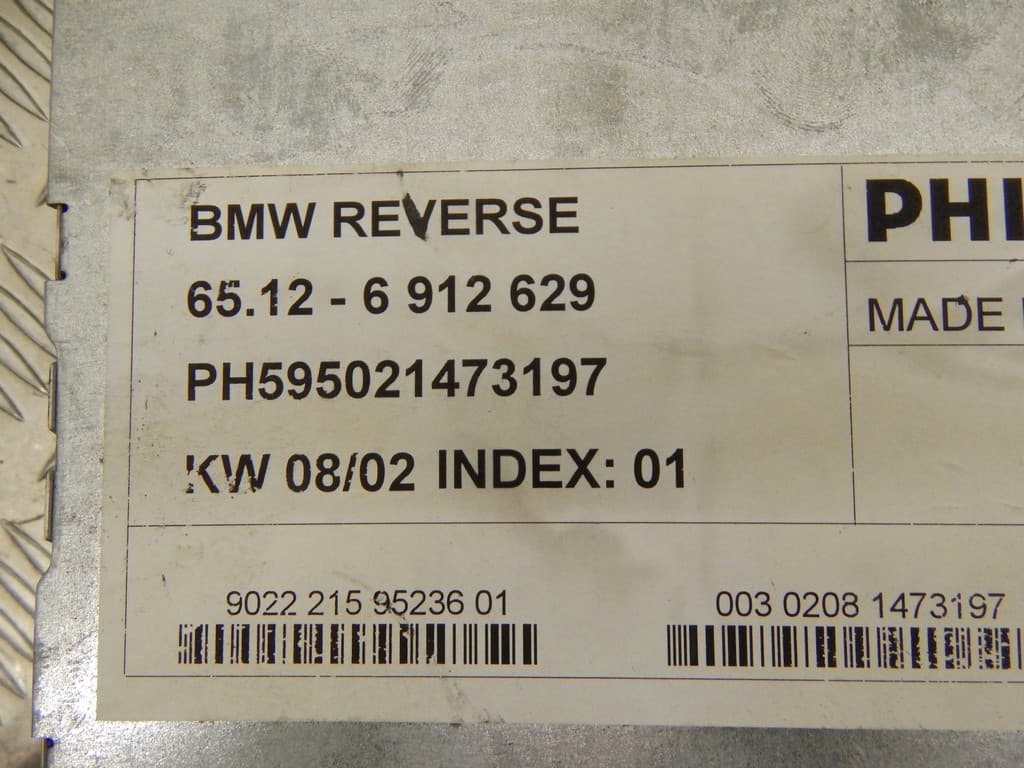 BMW REVERSE
65.12 - 6 912 629
PH595021473197
KW 08/02 INDEX: 01
PHI
MADE
9022 215 95236 01
003 0208 1473197